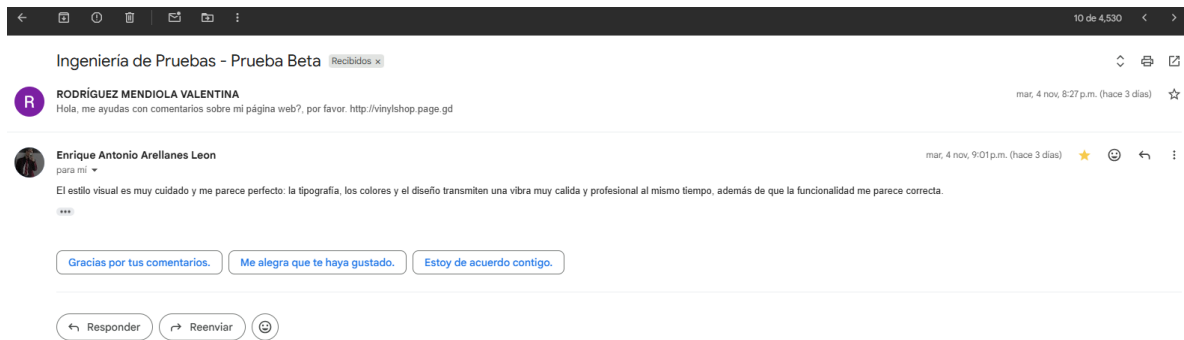 10 de 4,530
Ingeniería de Pruebas - Prueba Beta Recibidos ×
R
RODRÍGUEZ MENDIOLA VALENTINA
mar, 4 nov, 8:27 p.m. (hace 3 días)
Hola, me ayudas con comentarios sobre mi página web?, por favor. http://vinylshop.page.gd
Enrique Antonio Arellanes Leon
mar, 4 nov, 9:01 p.m. (hace 3 días)
para mí
El estilo visual es muy cuidado y me parece perfecto: la tipografía, los colores y el diseño transmiten una vibra muy calida y profesional al mismo tiempo, además de que la funcionalidad me parece correcta.
Gracias por tus comentarios. Me alegra que te haya gustado. Estoy de acuerdo contigo.
Responder Reenviar